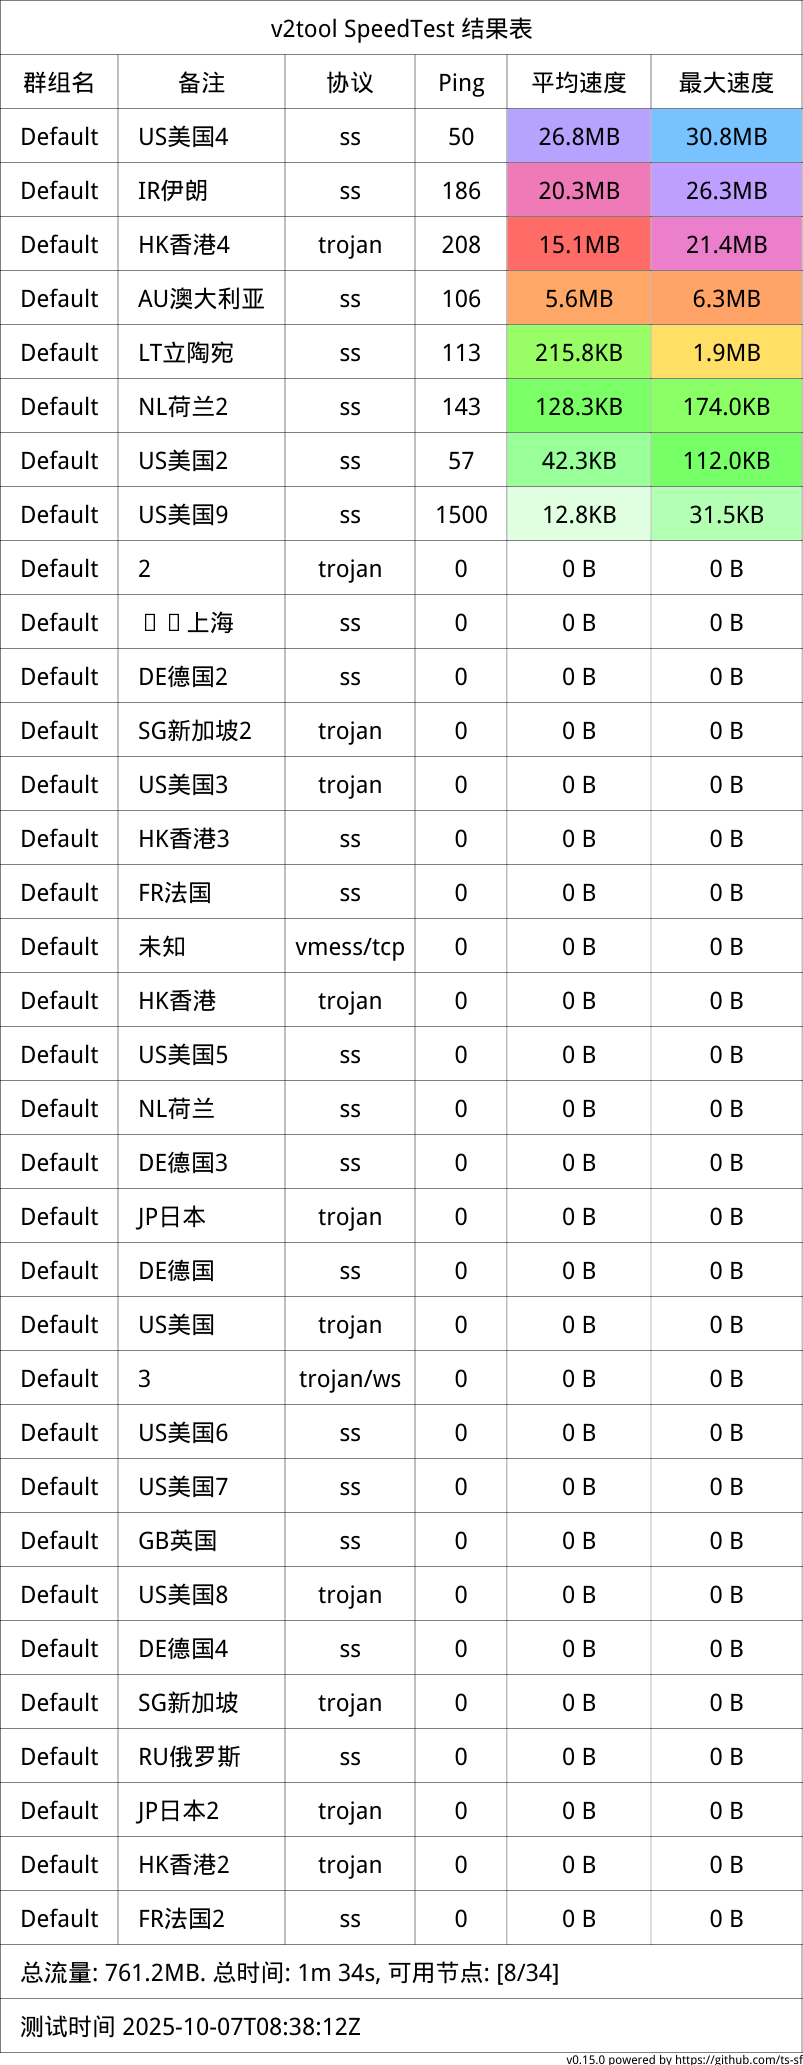 v2tool SpeedTest 结果表
群组名 备注 协议 Ping 平均速度 最大速度
Default US美国4 ss 50 26.8MB 30.8MB
Default IR伊朗 ss 186 20.3MB 26.3MB
Default HK香港4 trojan 208 15.1MB 21.4MB
Default AU澳大利亚 ss 106 5.6MB 6.3MB
Default LT立陶宛 ss 113 215.8KB 1.9MB
Default NL荷兰2 ss 143 128.3KB 174.0KB
Default US美国2 ss 57 42.3KB 112.0KB
Default US美国9 ss 1500 12.8KB 31.5KB
Default 2 trojan 0 0 B 0 B
Default 上海 ss 0 0 B 0 B
Default DE德国2 ss 0 0 B 0 B
Default SG新加坡2 trojan 0 0 B 0 B
Default US美国3 trojan 0 0 B 0 B
Default HK香港3 ss 0 0 B 0 B
Default FR法国 ss 0 0 B 0 B
Default 未知 vmess/tcp 0 0 B 0 B
Default HK香港 trojan 0 0 B 0 B
Default US美国5 ss 0 0 B 0 B
Default NL荷兰 ss 0 0 B 0 B
Default DE德国3 ss 0 0 B 0 B
Default JP日本 trojan 0 0 B 0 B
Default DE德国 ss 0 0 B 0 B
Default US美国 trojan 0 0 B 0 B
Default 3 trojan/ws 0 0 B 0 B
Default US美国6 ss 0 0 B 0 B
Default US美国7 ss 0 0 B 0 B
Default GB英国 ss 0 0 B 0 B
Default US美国8 trojan 0 0 B 0 B
Default DE德国4 ss 0 0 B 0 B
Default SG新加坡 trojan 0 0 B 0 B
Default RU俄罗斯 ss 0 0 B 0 B
Default JP日本2 trojan 0 0 B 0 B
Default HK香港2 trojan 0 0 B 0 B
Default FR法国2 ss 0 0 B 0 B
总流量: 761.2MB. 总时间: 1m 34s, 可用节点: [8/34]
测试时间 2025-10-07T08:38:12Z
v0.15.0 powered by https://github.com/ts-sf